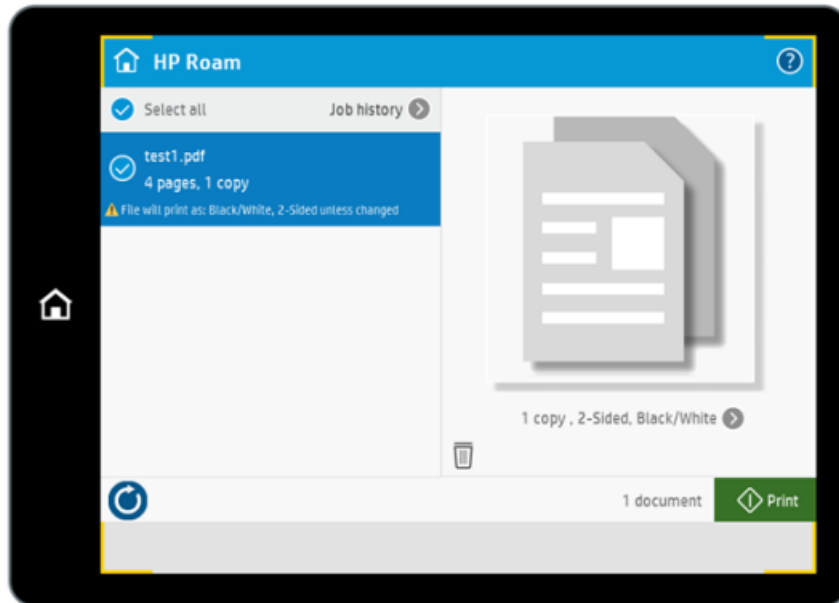 HP Roam
?
Select all
Job history
test1.pdf
4 pages, 1 copy
File will print as: Black/White, 2-Sided unless changed
1 copy , 2-Sided, Black/White
1 document
Print